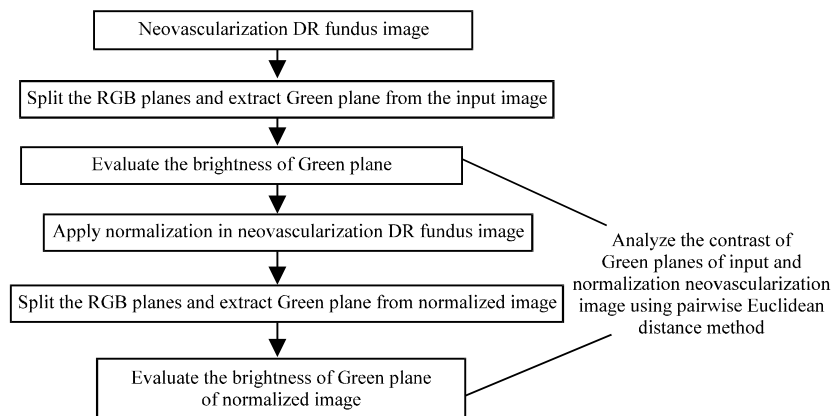 Neovascularization DR fundus image
Split the RGB planes and extract Green plane from the input image
Evaluate the brightness of Green plane
Apply normalization in neovascularization DR fundus image
Split the RGB planes and extract Green plane from normalized image
Evaluate the brightness of Green plane
of normalized image
Analyze the contrast of
Green planes of input and
normalization neovascularization
image using pairwise Euclidean
distance method